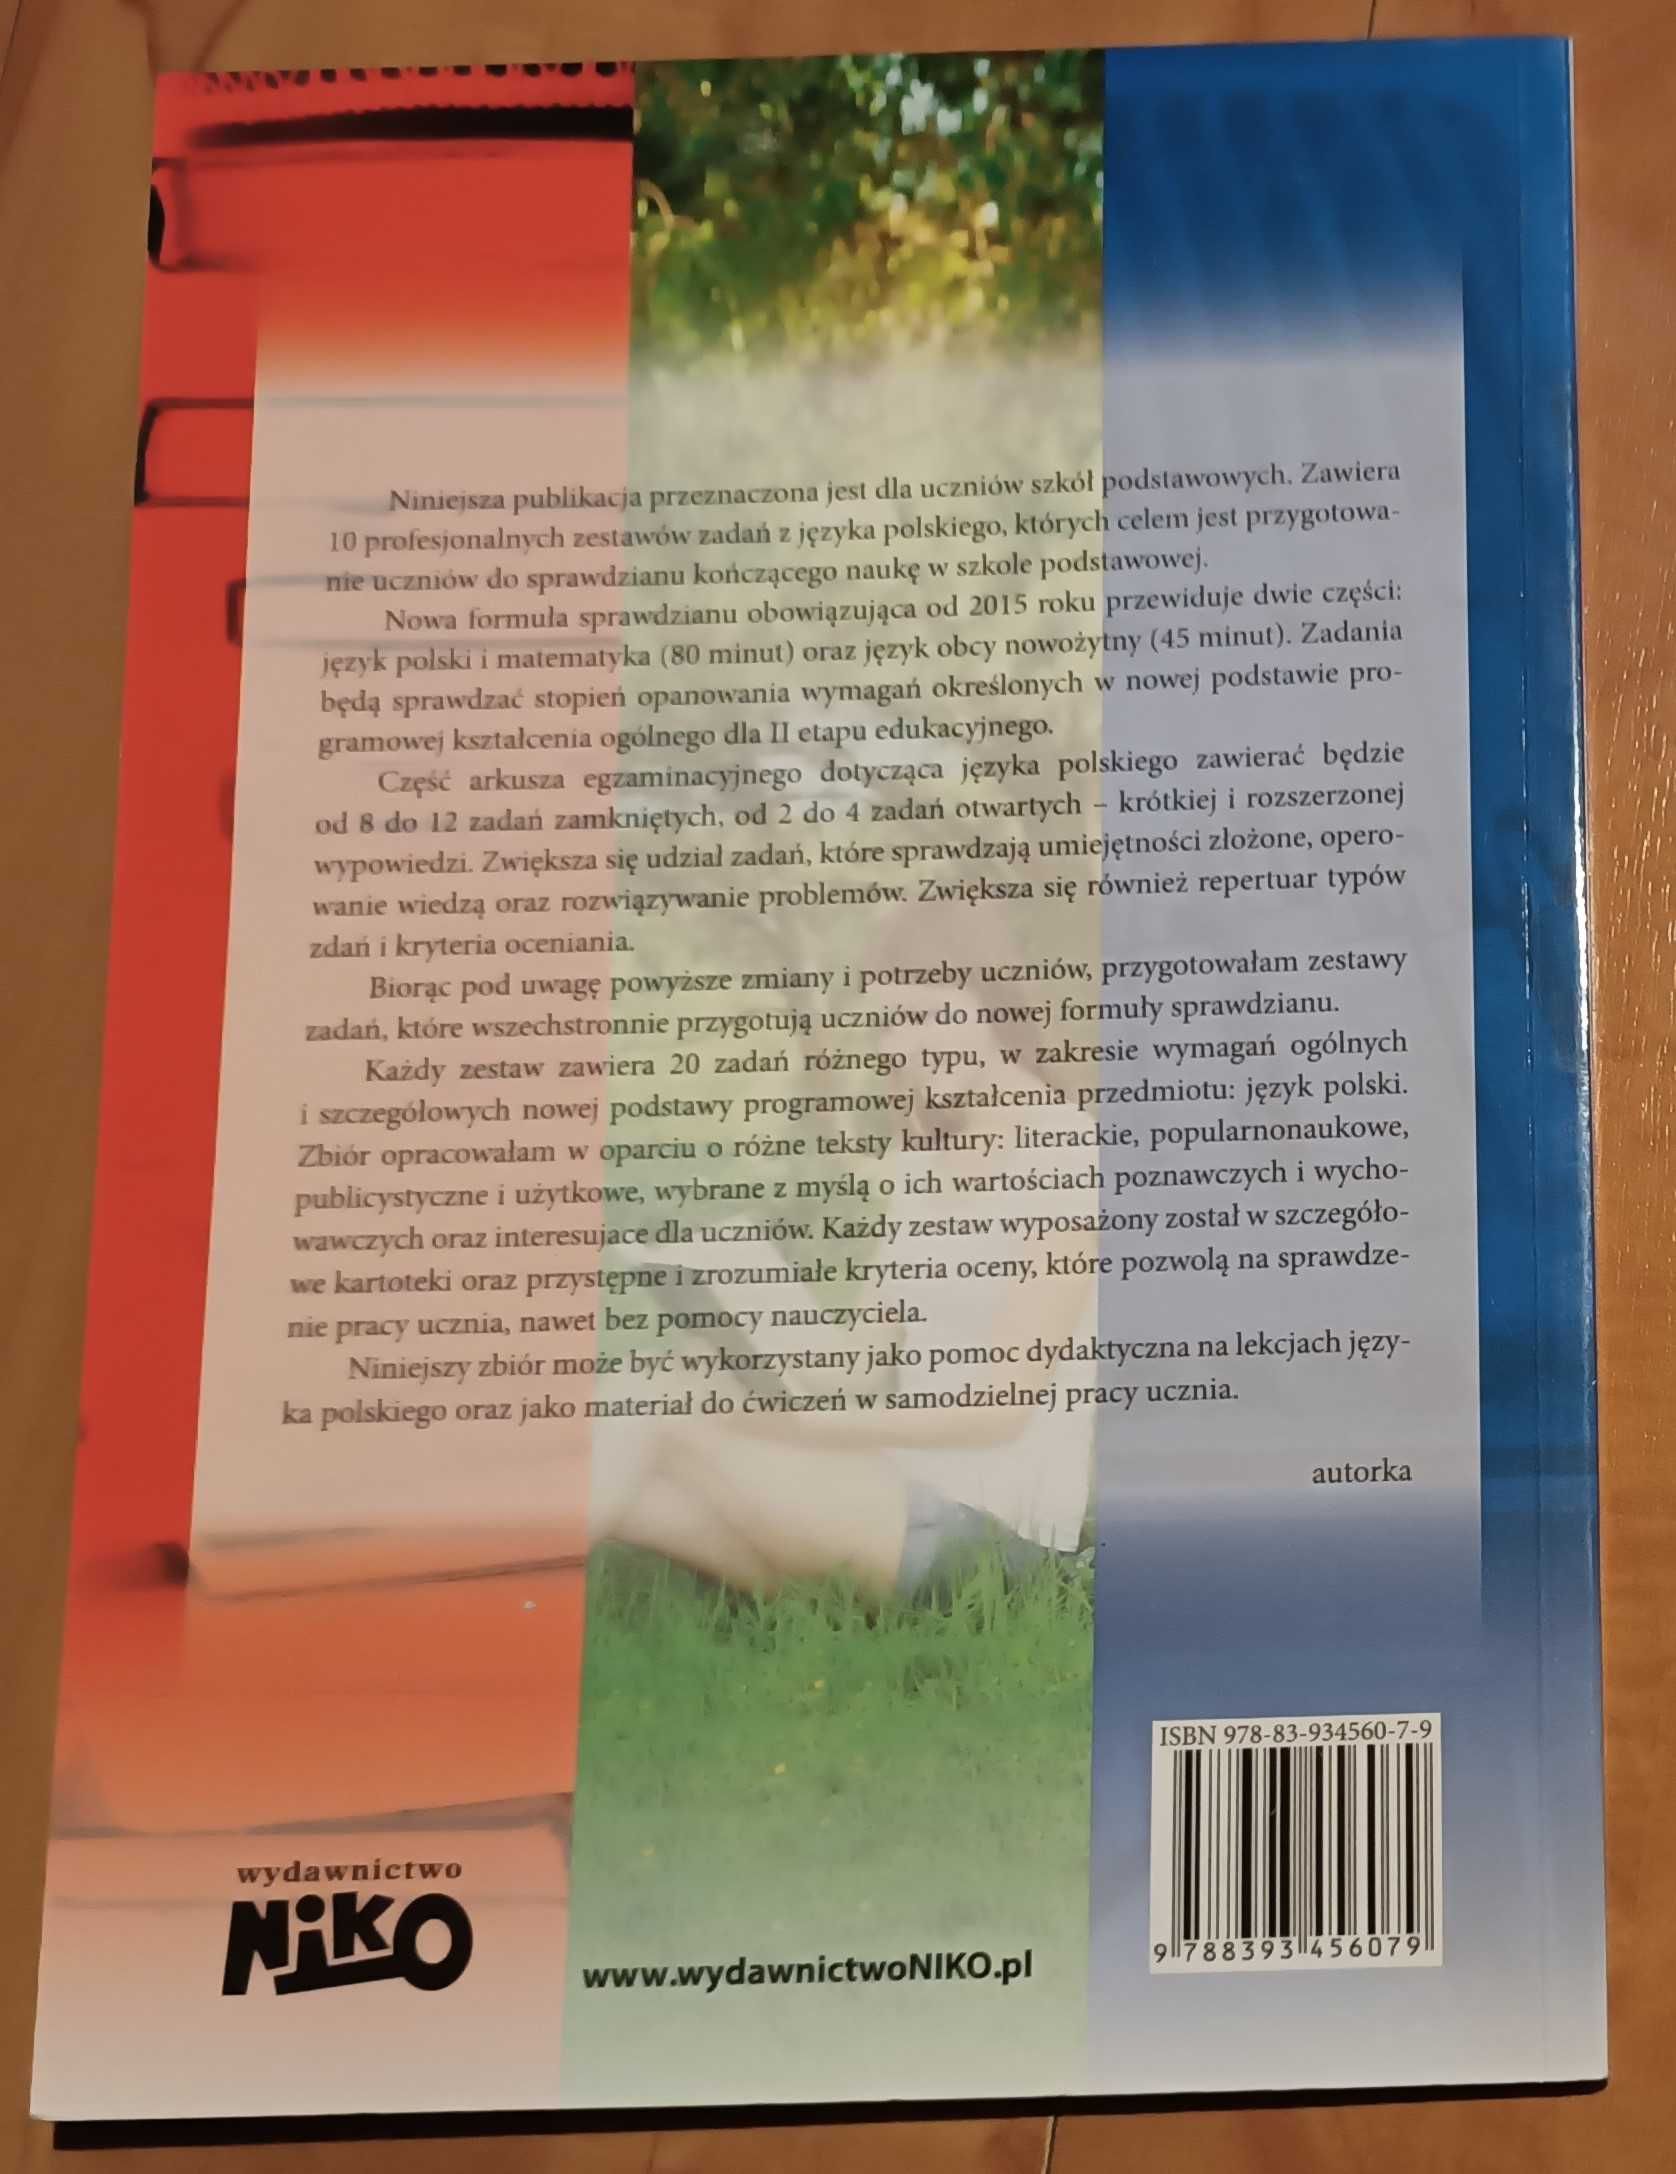 Niniejsza publikacja przeznaczona jest dla uczniów szkół podstawowych. Zawiera
10 profesjonalnych zestawów zadań z języka polskiego, których celem jest przygotowa-
nie uczniów do sprawdzianu kończącego naukę w szkole podstawowej.
Nowa formuła sprawdzianu obowiązująca od 2015 roku przewiduje dwie części:
język polski i matematyka (80 minut) oraz język obcy nowożytny (45 minut). Zadania
będą sprawdzać stopień opanowania wymagań określonych w nowej podstawie pro-
gramowej kształcenia ogólnego dla II etapu edukacyjnego.
Część arkusza egzaminacyjnego dotycząca języka polskiego zawierać będzie
od 8 do 12 zadań zamkniętych, od 2 do 4 zadań otwartych – krótkiej i rozszerzonej
wypowiedzi. Zwiększa się udział zadań, które sprawdzają umiejętności złożone, opero-
wanie wiedzą oraz rozwiązywanie problemów. Zwiększa się również repertuar typów
zdań i kryteria oceniania.
Biorąc pod uwagę powyższe zmiany i potrzeby uczniów, przygotowałam zestawy
zadań, które wszechstronnie przygotują uczniów do nowej formuły sprawdzianu.
Każdy zestaw zawiera 20 zadań różnego typu, w zakresie wymagań ogólnych
i szczegółowych nowej podstawy programowej kształcenia przedmiotu: język polski.
Zbiór opracowałam w oparciu o różne teksty kultury: literackie, popularnonaukowe,
publicystyczne i użytkowe, wybrane z myślą o ich wartościach poznawczych i wycho-
wawczych oraz interesujace dla uczniów. Każdy zestaw wyposażony został w szczegóło-
we kartoteki oraz przystępne i zrozumiałe kryteria oceny, które pozwolą na sprawdze-
nie pracy ucznia, nawet bez pomocy nauczyciela.
Niniejszy zbiór może być wykorzystany jako pomoc dydaktyczna na lekcjach języ-
ka polskiego oraz jako materiał do ćwiczeń w samodzielnej pracy ucznia.
autorka
ISBN 978-83-934560-7-9
9 788393 456079
wydawnictwo
NiKO
www.wydawnictwoNIKO.pl